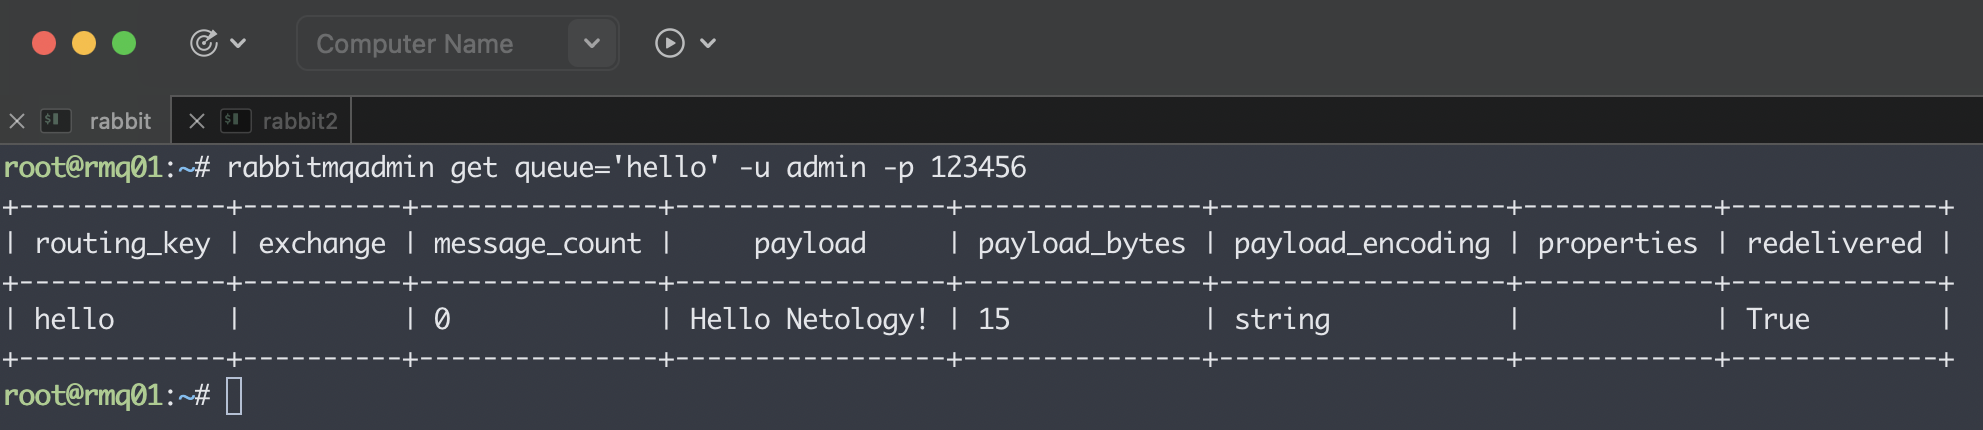 Computer Name
rabbit rabbit2
root@rmq01:~# rabbitmqadmin get queue='hello' -u admin -p 123456
+-------------+----------+---------------+----------------+---------------+------------------+------------+-------------+
| routing_key | exchange | message_count |     payload     | payload_bytes | payload_encoding | properties | redelivered |
+-------------+----------+---------------+----------------+---------------+------------------+------------+-------------+
| hello       |          | 0             | Hello Netology! | 15            | string           |            | True        |
+-------------+----------+---------------+----------------+---------------+------------------+------------+-------------+
root@rmq01:~#